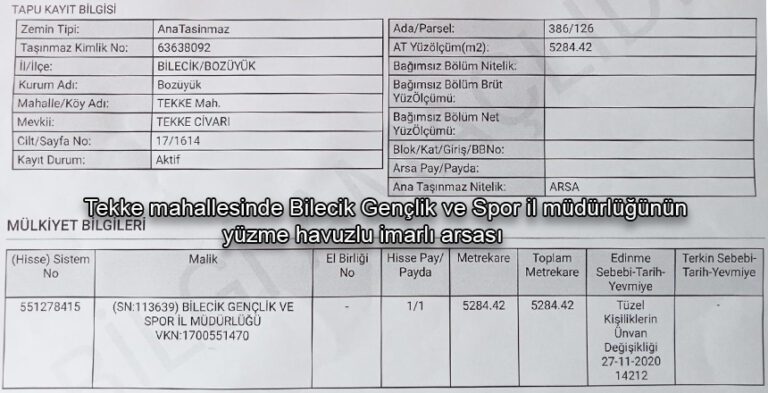 TAPU KAYIT BİLGİSİ
Zemin Tipi: AnaTasinmaz
Taşınmaz Kimlik No: 63638092
İl/İlçe: BİLECİK/BOZÜYÜK
Kurum Adı: Bozüyük
Mahalle/Köy Adı: TEKKE Mah.
Mevkii: TEKKE CİVARI
Cilt/Sayfa No: 17/1614
Kayıt Durum: Aktif
Ada/Parsel: 386/126
AT Yüzölçüm(m2): 5284.42
Bağımsız Bölüm Nitelik:
Bağımsız Bölüm Brüt
YüzÖlçümü:
Bağımsız Bölüm Net
YüzÖlçümü:
Blok/Kat/Giriş/BBNo:
Arsa Pay/Payda:
Ana Taşınmaz Nitelik: ARSA
Tekke mahallesinde Bilecik Gençlik ve Spor il müdürlüğünün
yüzme havuzlu imarlı arsası
MÜLKİYET BİLGİLERİ
(Hisse) Sistem
No
Malik
El Birliği
No
Hisse Pay/
Payda
Metrekare
Toplam
Metrekare
Edinme
Sebebi-Tarih-
Yevmiye
Terkin Sebebi-
Tarih-Yevmiye
551278415
(SN:113639) BİLECİK GENÇLİK VE
SPOR İL MÜDÜRLÜĞÜ
VKN:1700551470
-
1/1
5284.42
5284.42
Tüzel
Kişiliklerin
Ünvan
Değişikliği
27-11-2020
14212
-